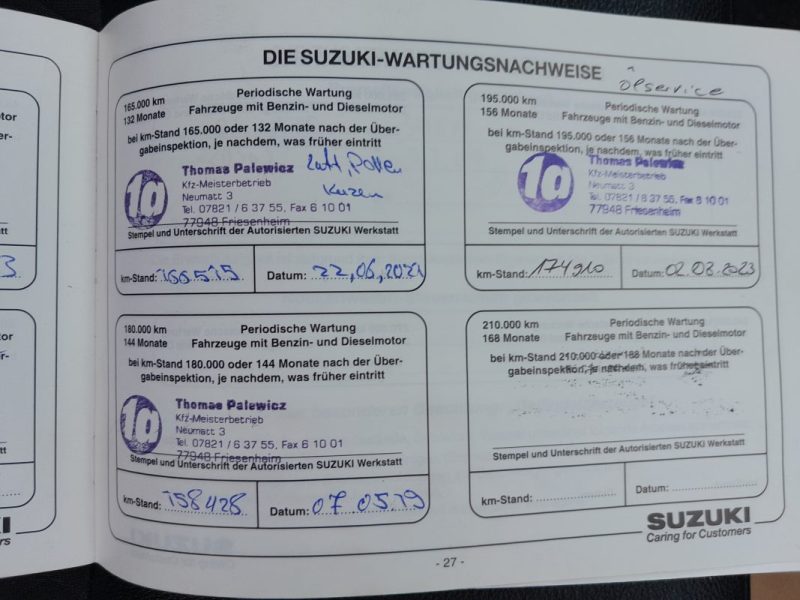 DIE SUZUKI-WARTUNGSNACHWEISE
165.000 km
132 Monate
Periodische Wartung
Fahrzeuge mit Benzin- und Dieselmotor
bei km-Stand 165.000 oder 132 Monate nach der Über-
gabeinspektion, je nachdem, was früher eintritt
1a
Thomas Palewicz
Kfz-Meisterbetrieb
Neumatt 3
Tel. 07821 / 6 37 55, Fax 6 10 01
77948 Friesenheim
Luft, Pollen
Kerzen
Stempel und Unterschrift der Autorisierten SUZUKI Werkstatt
km-Stand: 166515
Datum: 22,06,2021
180.000 km
144 Monate
Periodische Wartung
Fahrzeuge mit Benzin- und Dieselmotor
bei km-Stand 180.000 oder 144 Monate nach der Über-
gabeinspektion, je nachdem, was früher eintritt
1a
Thomas Palewicz
Kfz-Meisterbetrieb
Neumatt 3
Tel. 07821 / 6 37 55, Fax 6 10 01
77948 Friesenheim
Stempel und Unterschrift der Autorisierten SUZUKI Werkstatt
km-Stand: 158428
Datum: 07.05.19
Ölservice
195.000 km
156 Monate
Periodische Wartung
Fahrzeuge mit Benzin- und Dieselmotor
bei km-Stand 195.000 oder 156 Monate nach der Über-
gabeinspektion, je nachdem, was früher eintritt
1a
Thomas Palewicz
Kfz-Meisterbetrieb
Neumatt 3
Tel. 07821 / 6 37 55, Fax 6 10 01
77948 Friesenheim
Stempel und Unterschrift der Autorisierten SUZUKI Werkstatt
km-Stand: 174910
Datum: 02.03.2023
210.000 km
168 Monate
Periodische Wartung
Fahrzeuge mit Benzin- und Dieselmotor
bei km-Stand 210.000 oder 168 Monate nach der Über-
gabeinspektion, je nachdem, was früher eintritt
Stempel und Unterschrift der Autorisierten SUZUKI Werkstatt
km-Stand:
Datum:
SUZUKI
Caring for Customers
- 27 -